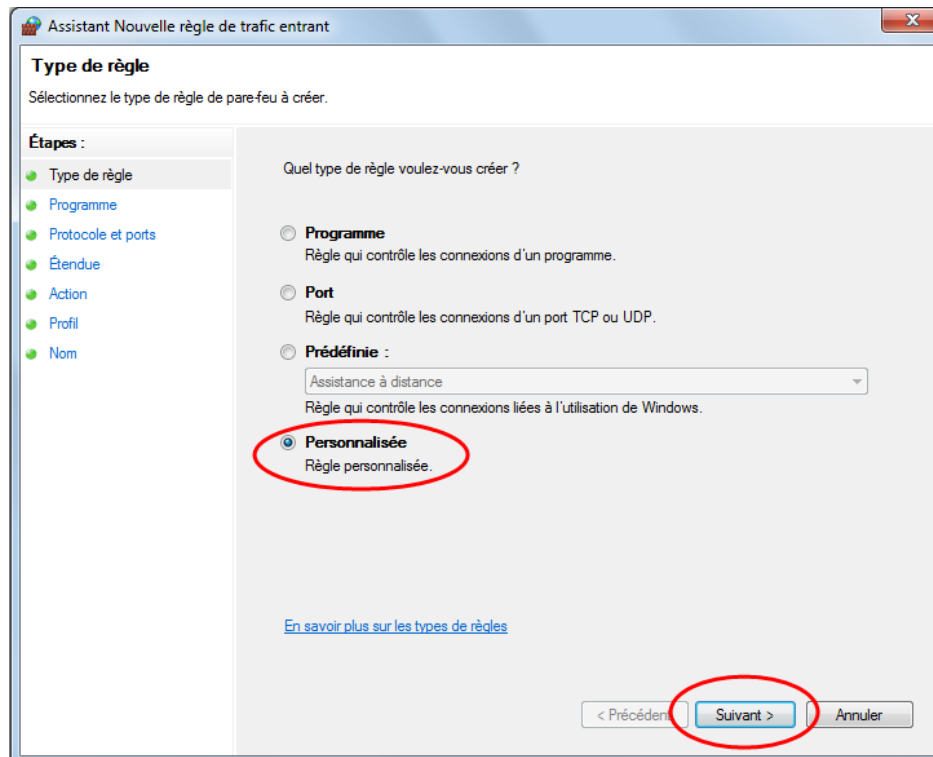 Assistant Nouvelle règle de trafic entrant
Type de règle
Sélectionnez le type de règle de pare-feu à créer.
Étapes :
Type de règle
Programme
Protocole et ports
Étendue
Action
Profil
Nom
Quel type de règle voulez-vous créer ?
Programme
Règle qui contrôle les connexions d'un programme.
Port
Règle qui contrôle les connexions d'un port TCP ou UDP.
Prédéfinie :
Assistance à distance
Règle qui contrôle les connexions liées à l'utilisation de Windows.
Personnalisée
Règle personnalisée.
En savoir plus sur les types de règles
< Précédent
Suivant >
Annuler